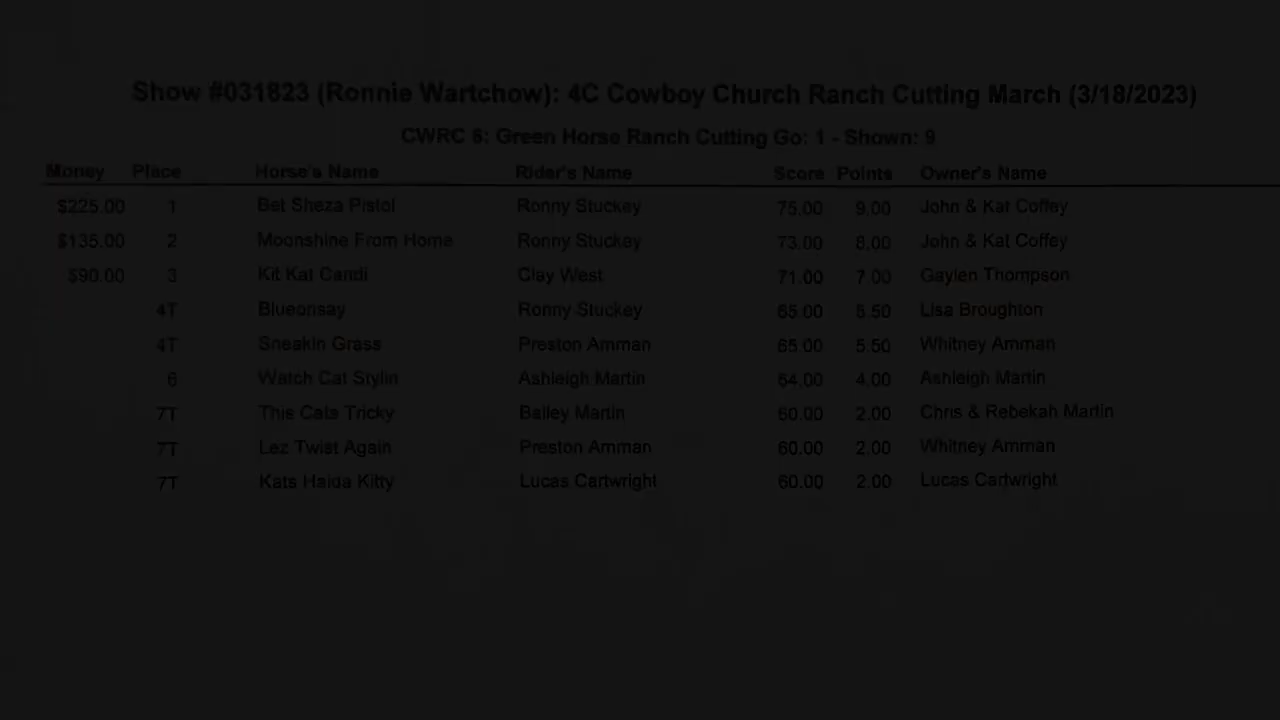 Show #031823 (Ronnie Wartchow): 4C Cowboy Church Ranch Cutting March (3/18/2023)
CWRC 6: Green Horse Ranch Cutting Go: 1 - Shown: 9
Money Place Horse's Name Rider's Name Score Points Owner's Name
$225.00 1 Bet Sheza Pistol Ronny Stuckey 75.00 9.00 John & Kat Coffey
$135.00 2 Moonshine From Home Ronny Stuckey 73.00 8.00 John & Kat Coffey
$90.00 3 Kit Kat Candi Clay West 71.00 7.00 Gaylen Thompson
4T Blueonsay Ronny Stuckey 65.00 5.50 Lisa Broughton
4T Sneakin Grass Preston Amman 65.00 5.50 Whitney Amman
6 Watch Cat Stylin Ashleigh Martin 64.00 4.00 Ashleigh Martin
7T This Cats Tricky Bailey Martin 60.00 2.00 Chris & Rebekah Martin
7T Lez Twist Again Preston Amman 60.00 2.00 Whitney Amman
7T Kats Haida Kitty Lucas Cartwright 60.00 2.00 Lucas Cartwright